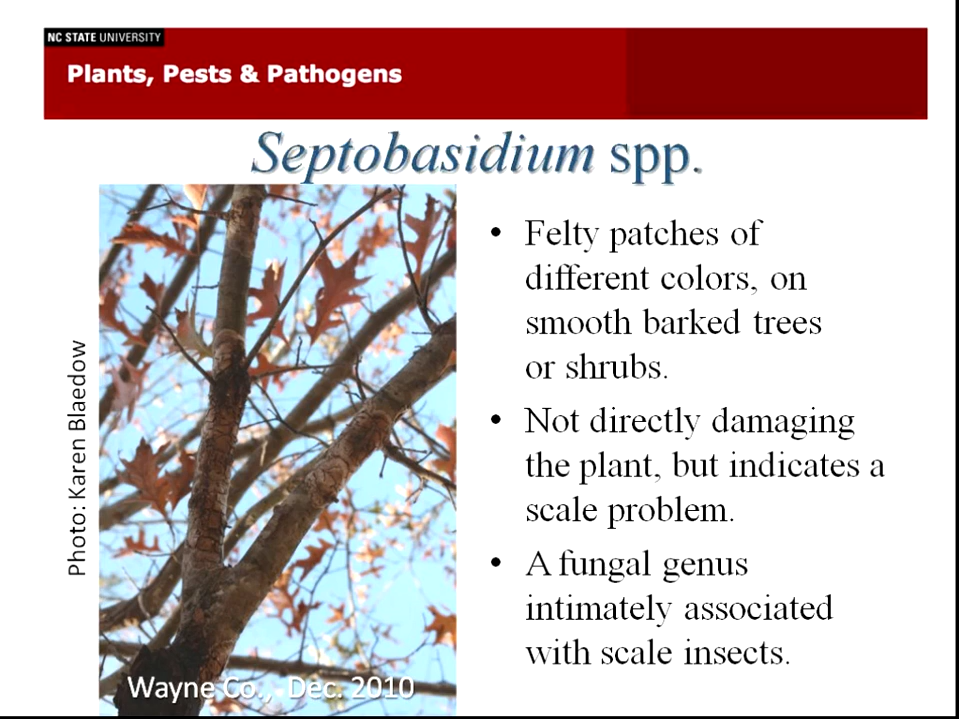 NC STATE UNIVERSITY
Plants, Pests & Pathogens
Septobasidium spp.
Photo: Karen Blaedow
Wayne Co., Dec. 2010
• Felty patches of
different colors, on
smooth barked trees
or shrubs.
• Not directly damaging
the plant, but indicates a
scale problem.
• A fungal genus
intimately associated
with scale insects.